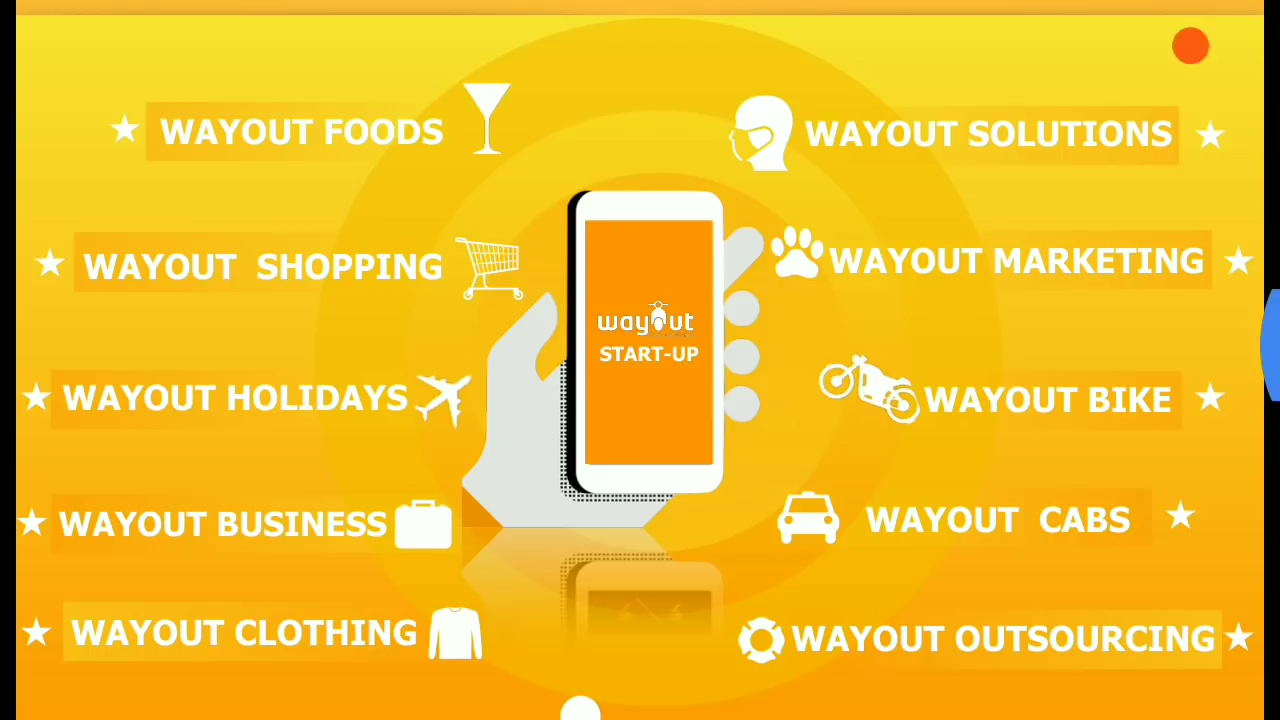 WAYOUT FOODS
WAYOUT SHOPPING
WAYOUT HOLIDAYS
WAYOUT BUSINESS
WAYOUT CLOTHING
wayout
START-UP
WAYOUT SOLUTIONS
WAYOUT MARKETING
WAYOUT BIKE
WAYOUT CABS
WAYOUT OUTSOURCING